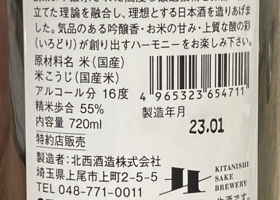 立てた理論を融合し、理想とする日本酒を造りあげまし
た。気品のある吟醸香・お米の甘み・上質な酸の彩
(いろどり)が創り出すハーモニーをお楽しみ下さい。
原材料名 米(国産)
米こうじ(国産米)
アルコール分 16度
精米歩合 55%
内容量 720ml
4965323654711
製造年月
23.01
特約店販売
製造者:北西酒造株式会社
埼玉県上尾市上町2-5-5
TEL 048-771-0011
KITANISHI
SAKE
BREWERY